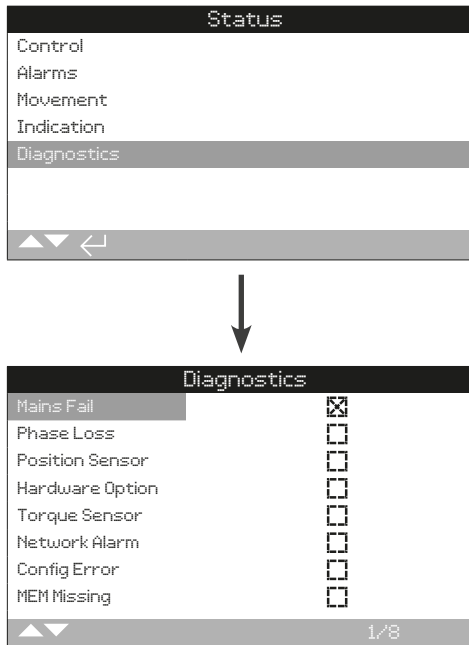 Status
Control
Alarms
Movement
Indication
Diagnostics
Diagnostics
Mains Fail
Phase Loss
Position Sensor
Hardware Option
Torque Sensor
Network Alarm
Config Error
MEM Missing
1/8